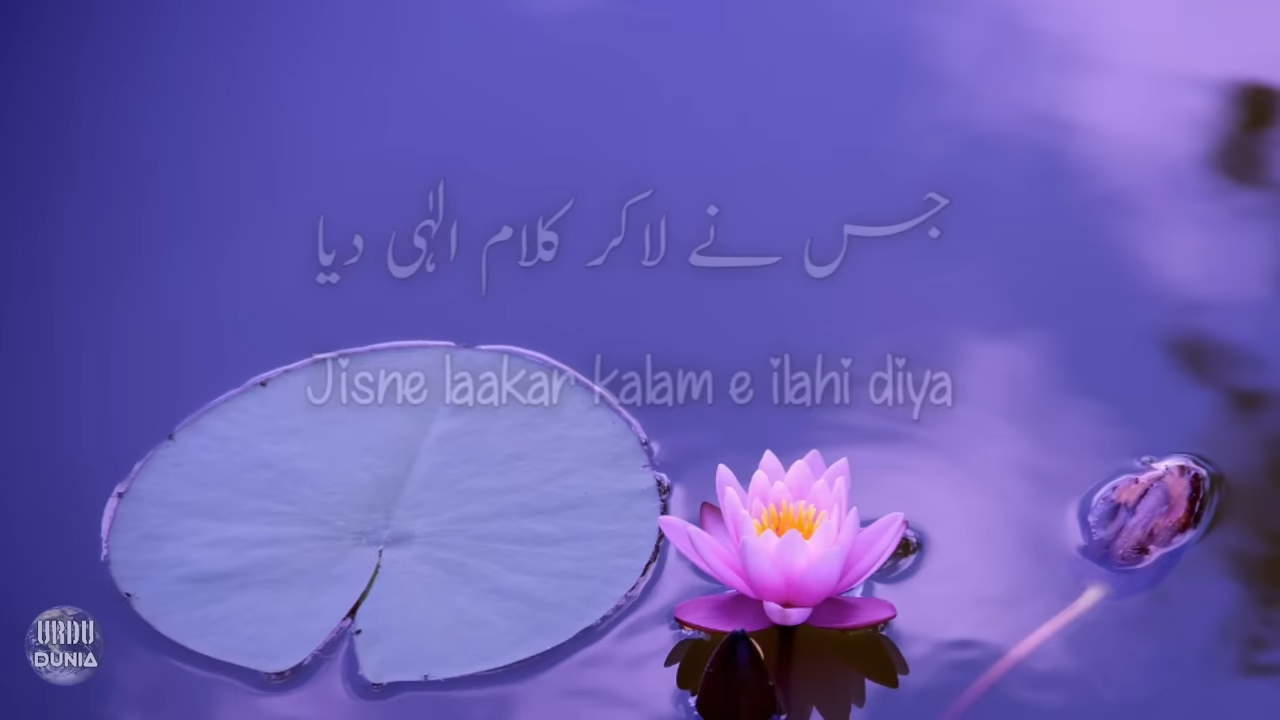 جس نے لاکر کلام الٰہی دیا
Jisne laakar kalam e ilahi diya
URDU
DUNIA